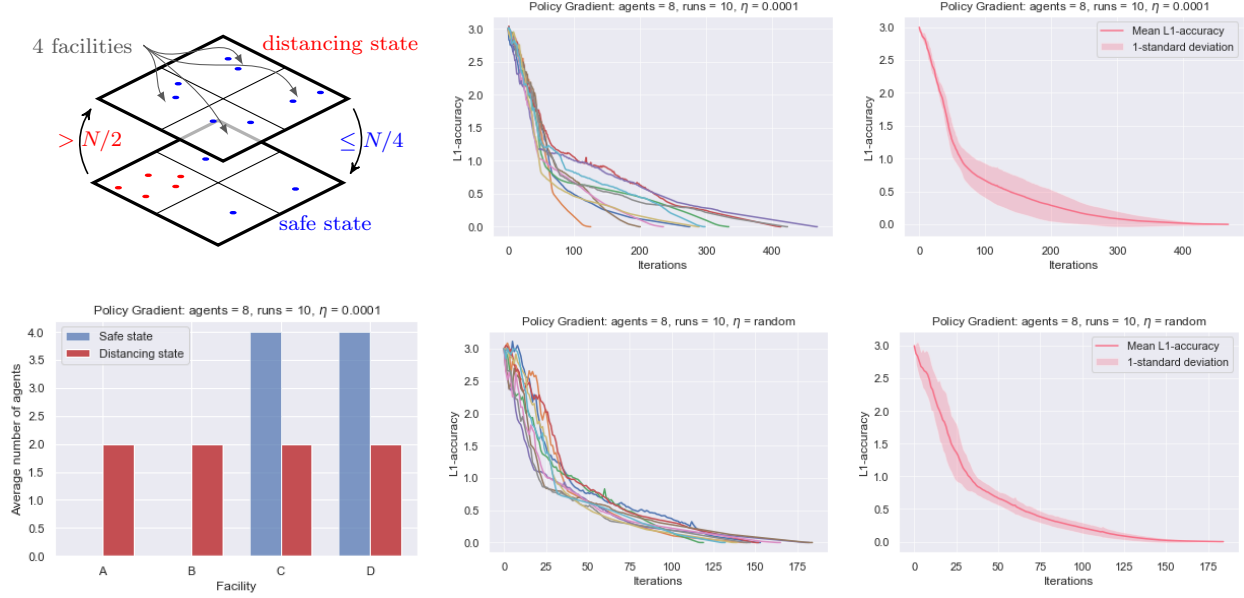 4 facilities
distancing state
> N/2
≤ N/4
safe state
Policy Gradient: agents = 8, runs = 10, η = 0.0001
L1-accuracy
3.0
2.5
2.0
1.5
1.0
0.5
0.0
0 100 200 300 400
Iterations
Policy Gradient: agents = 8, runs = 10, η = 0.0001
Mean L1-accuracy
1-standard deviation
L1-accuracy
3.0
2.5
2.0
1.5
1.0
0.5
0.0
0 100 200 300 400
Iterations
Policy Gradient: agents = 8, runs = 10, η = 0.0001
Safe state
Distancing state
Average number of agents
4.0
3.5
3.0
2.5
2.0
1.5
1.0
0.5
0.0
A B C D
Facility
Policy Gradient: agents = 8, runs = 10, η = random
L1-accuracy
3.0
2.5
2.0
1.5
1.0
0.5
0.0
0 25 50 75 100 125 150 175
Iterations
Policy Gradient: agents = 8, runs = 10, η = random
Mean L1-accuracy
1-standard deviation
L1-accuracy
3.0
2.5
2.0
1.5
1.0
0.5
0.0
0 25 50 75 100 125 150 175
Iterations